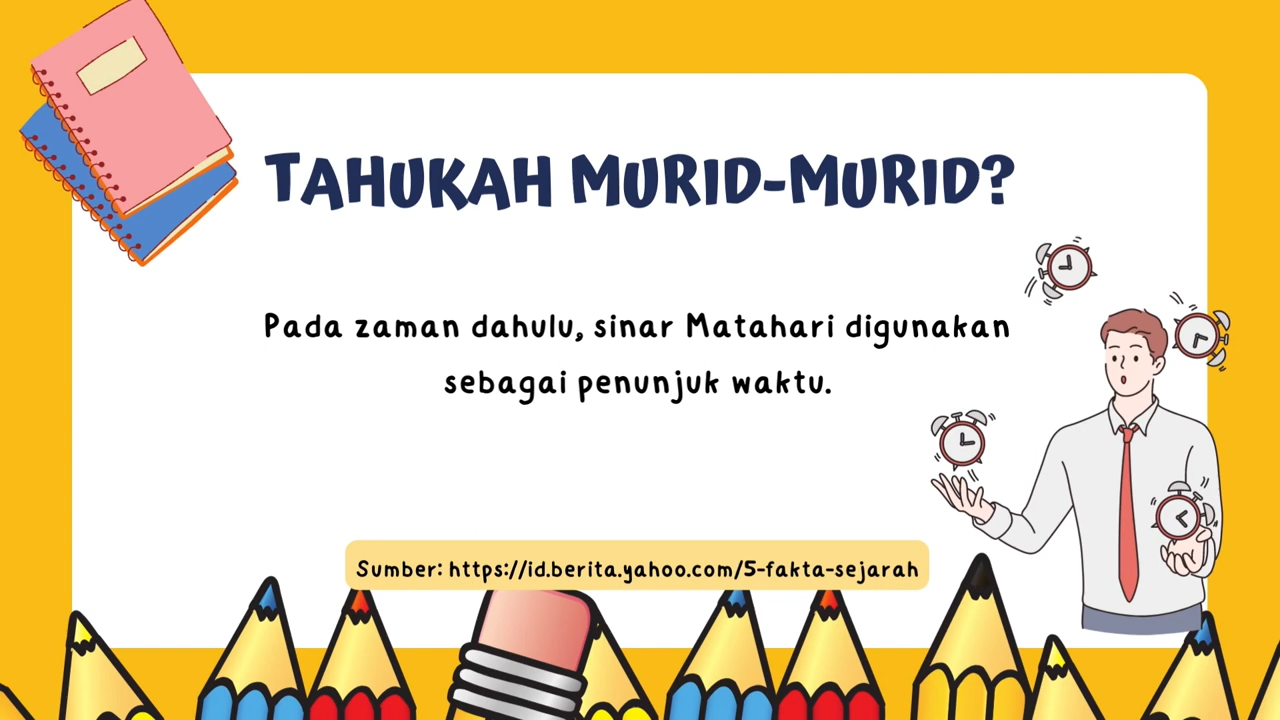 TAHUKAH MURID-MURID?
Pada zaman dahulu, sinar Matahari digunakan
sebagai penunjuk waktu.
Sumber: https://id.berita.yahoo.com/5-fakta-sejarah